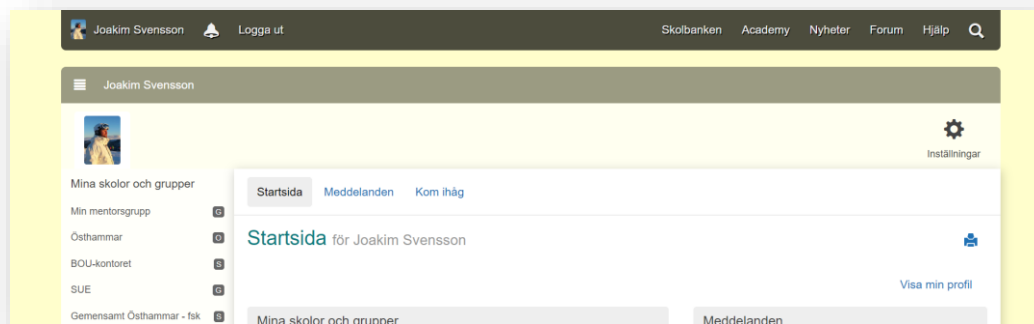 Joakim Svensson Logga ut Skolbanken Academy Nyheter Forum Hjälp
Joakim Svensson
Inställningar
Mina skolor och grupper
Startsida Meddelanden Kom ihåg
Min mentorsgrupp G
Östhammar O
Startsida för Joakim Svensson
BOU-kontoret S
SUE G
Visa min profil
Gemensamt Östhammar - fsk S
Mina skolor och grupper Meddelanden